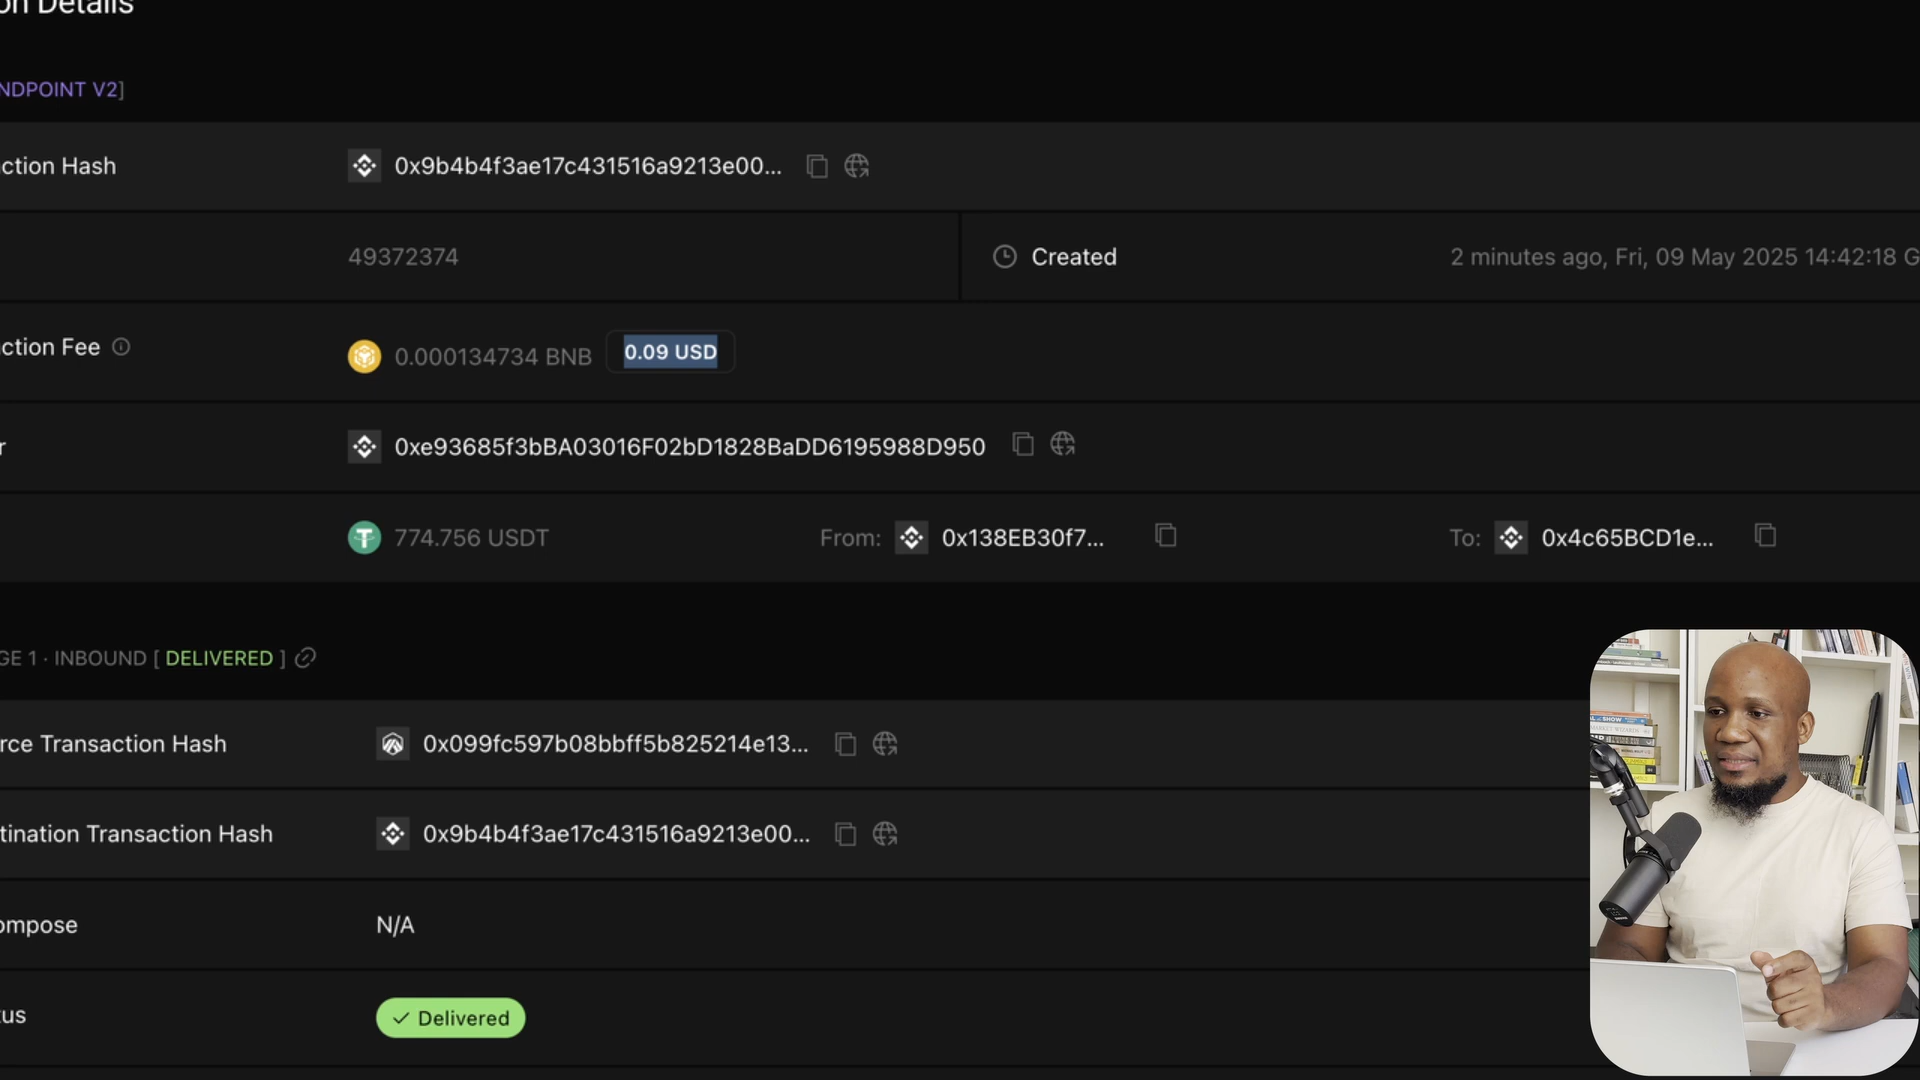 on Details
NDPOINT V2]
ction Hash 0x9b4b4f3ae17c431516a9213e00...
49372374 Created 2 minutes ago, Fri, 09 May 2025 14:42:18 G
ction Fee 0.000134734 BNB 0.09 USD
r 0xe93685f3bBA03016F02bD1828BaDD6195988D950
774.756 USDT From: 0x138EB30f7... To: 0x4c65BCD1e...
GE 1 · INBOUND [ DELIVERED ]
rce Transaction Hash 0x099fc597b08bbff5b825214e13...
tination Transaction Hash 0x9b4b4f3ae17c431516a9213e00...
ompose N/A
tus Delivered